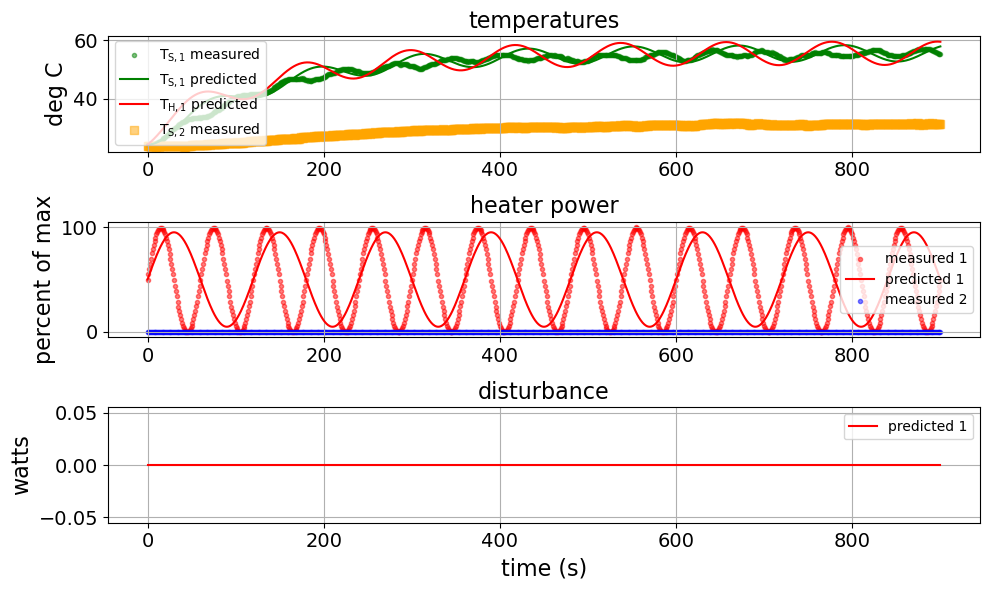 temperatures
deg C
60
40
T_S,1 measured
T_S,1 predicted
T_H,1 predicted
T_S,2 measured
0 200 400 600 800
heater power
percent of max
100
0
measured 1
predicted 1
measured 2
0 200 400 600 800
disturbance
watts
0.05
0.00
−0.05
predicted 1
0 200 400 600 800
time (s)